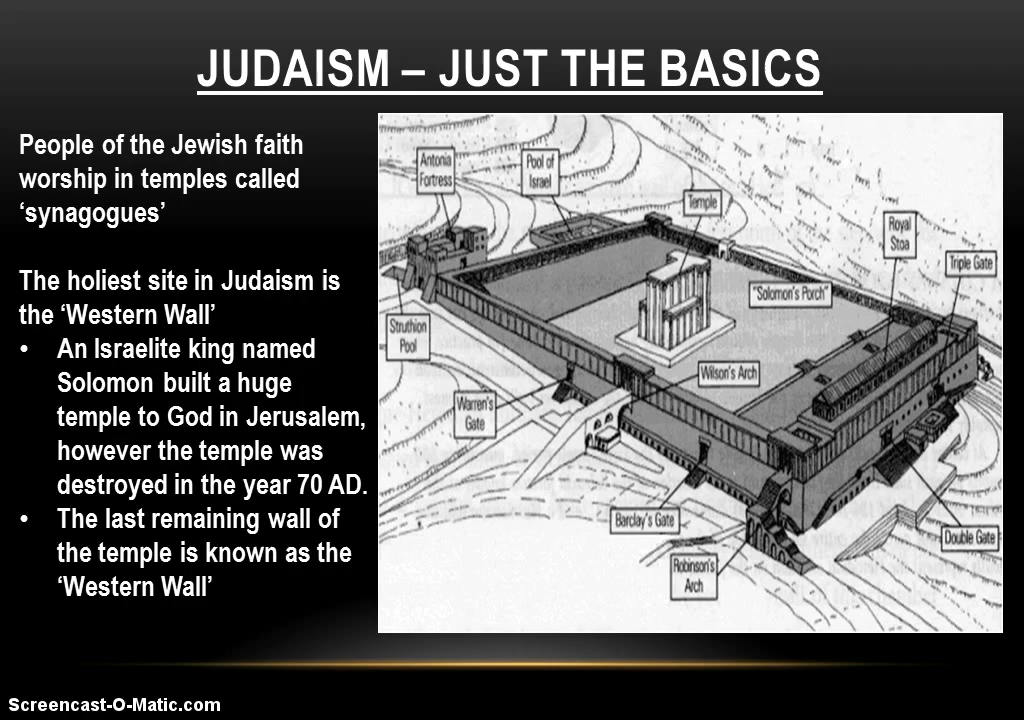 JUDAISM – JUST THE BASICS
People of the Jewish faith
worship in temples called
‘synagogues’
The holiest site in Judaism is
the ‘Western Wall’
• An Israelite king named
Solomon built a huge
temple to God in Jerusalem,
however the temple was
destroyed in the year 70 AD.
• The last remaining wall of
the temple is known as the
‘Western Wall’
Antonia
Fortress
Pool of
Israel
Temple
Royal
Stoa
Triple Gate
"Solomon's Porch"
Struthion
Pool
Wilson's Arch
Warren's
Gate
Barclay's Gate
Robinson's
Arch
Double Gate
Screencast-O-Matic.com